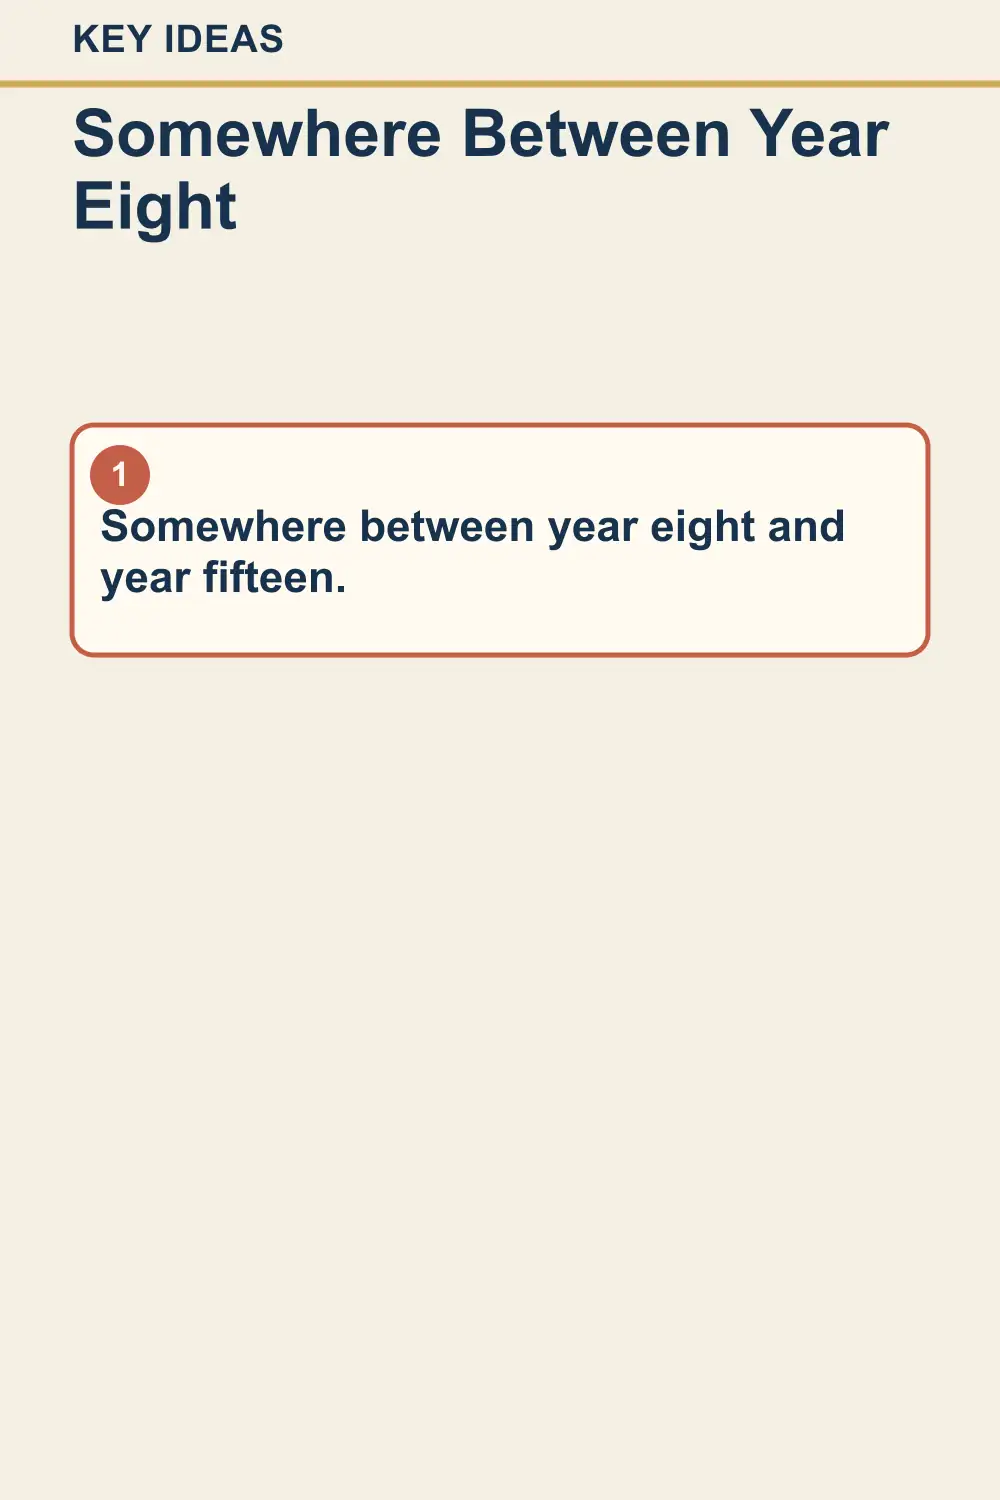 KEY IDEAS
Somewhere Between Year
Eight
1
Somewhere between year eight and
year fifteen.